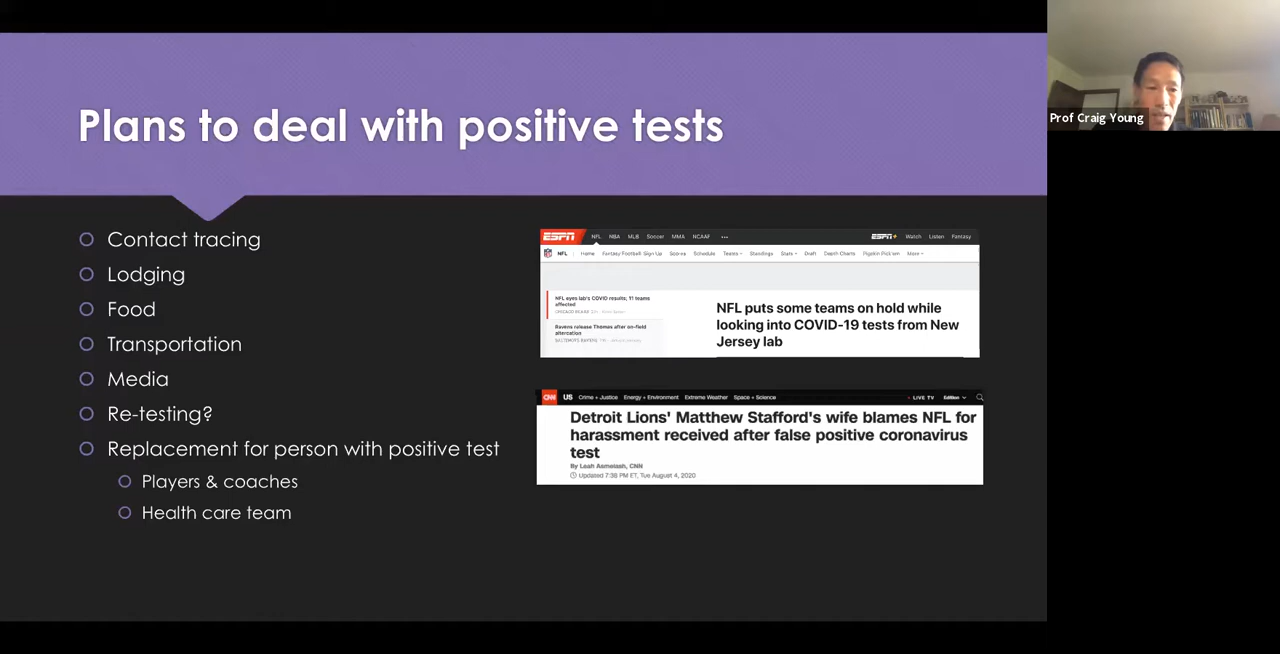 Plans to deal with positive tests
Contact tracing
Lodging
Food
Transportation
Media
Re-testing?
Replacement for person with positive test
Players & coaches
Health care team
ESPN NFL NBA MLB Soccer MMA NCAAF ••• ESPN+ Watch Listen Fantasy
NFL Home Fantasy Football Sign Up Scores Schedule Teams Standings Stats Draft Depth Charts Pigskin Pick'em More
NFL eyes lab's COVID results; 11 teams
affected
CHICAGO BEARS
Ravens release Thomas after on-field
altercation
BALTIMORE RAVENS
NFL puts some teams on hold while
looking into COVID-19 tests from New
Jersey lab
CNN US Crime + Justice Energy + Environment Extreme Weather Space + Science LIVE TV Edition
Detroit Lions' Matthew Stafford's wife blames NFL for
harassment received after false positive coronavirus
test
By Leah Asmelash, CNN
Updated 7:38 PM ET, Tue August 4, 2020
Prof Craig Young